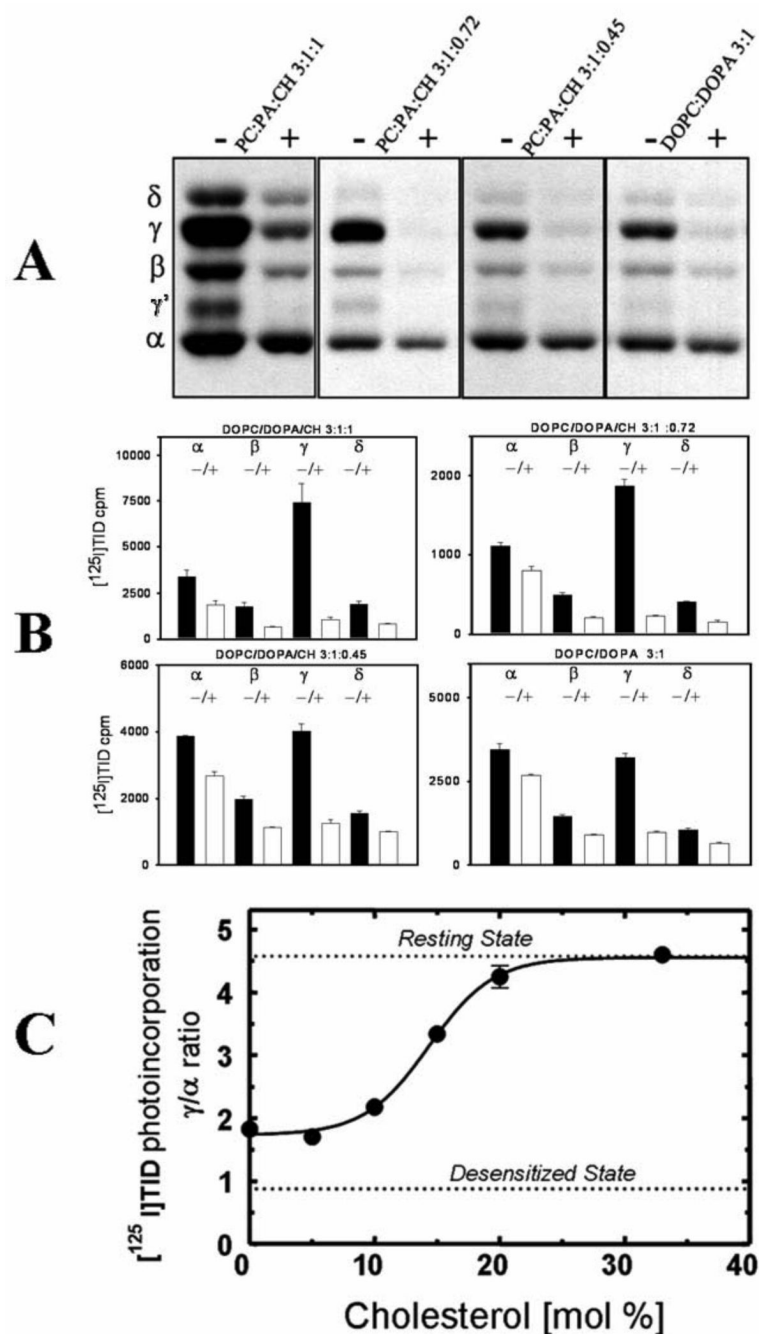 PC:PA:CH 3:1:1
PC:PA:CH 3:1:0.72
PC:PA:CH 3:1:0.45
DOPC:DOPA 3:1
- + - + - + - +
A
δ
γ
β
γ'
α
B
DOPC/DOPA/CH 3:1:1
α β γ δ
−/+ −/+ −/+ −/+
10000
7500
5000
2500
0
[125I]TID cpm
DOPC/DOPA/CH 3:1 :0.72
α β γ δ
−/+ −/+ −/+ −/+
2000
1000
0
DOPC/DOPA/CH 3:1:0.45
α β γ δ
−/+ −/+ −/+ −/+
6000
4000
2000
0
[125I]TID cpm
DOPC/DOPA 3:1
α β γ δ
−/+ −/+ −/+ −/+
5000
2500
0
C
[125 I]TID photoincorporation
γ/α ratio
5
4
3
2
1
0
Resting State
Desensitized State
0 10 20 30 40
Cholesterol [mol %]